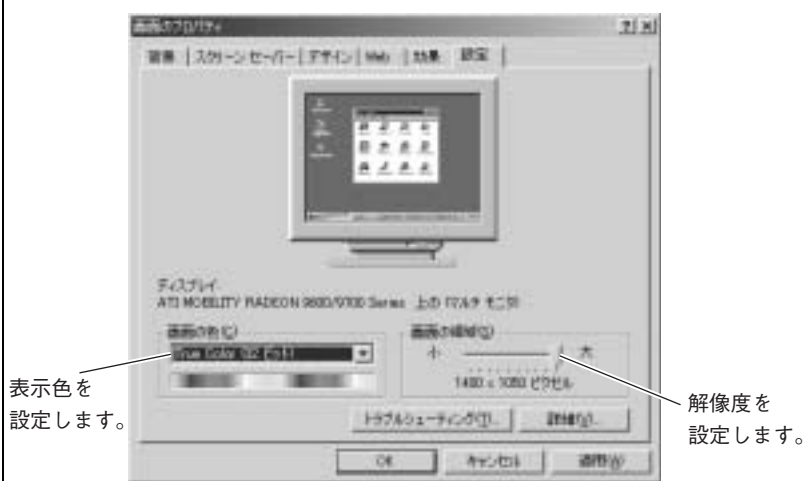 画面のプロパティ
背景 スクリーン セーバー デザイン Web 効果 設定
ディスプレイ:
ATI MOBILITY RADEON 9600/9700 Series 上の (マルチ モニタ)
画面の色(C)
True Color (32 ビット)
画面の領域(S)
小 大
1400 x 1050 ピクセル
表示色を
設定します。
解像度を
設定します。
トラブルシューティング(T)... 詳細(V)...
OK キャンセル 適用(A)